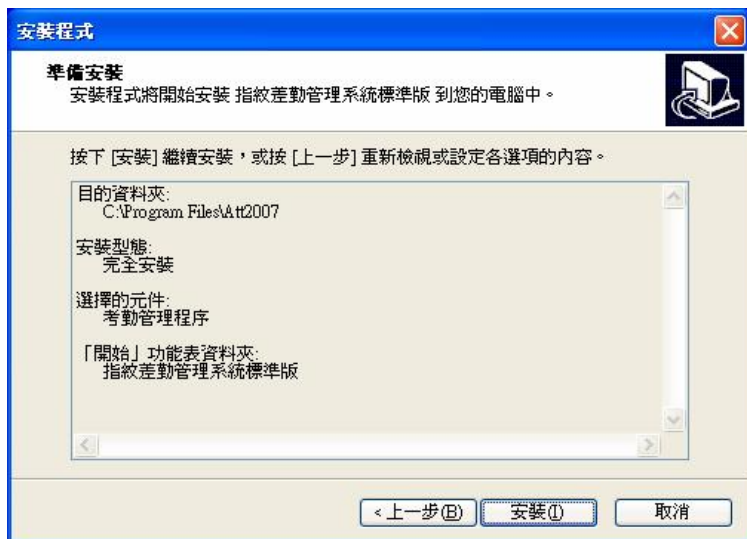 安裝程式
準備安裝
安裝程式將開始安裝 指紋差勤管理系統標準版 到您的電腦中。
按下 [安裝] 繼續安裝，或按 [上一步] 重新檢視或設定各選項的內容。
目的資料夾:
C:\Program Files\Att2007
安裝型態:
完全安裝
選擇的元件:
考勤管理程序
「開始」功能表資料夾:
指紋差勤管理系統標準版
<上一步(B) 安裝(I) 取消